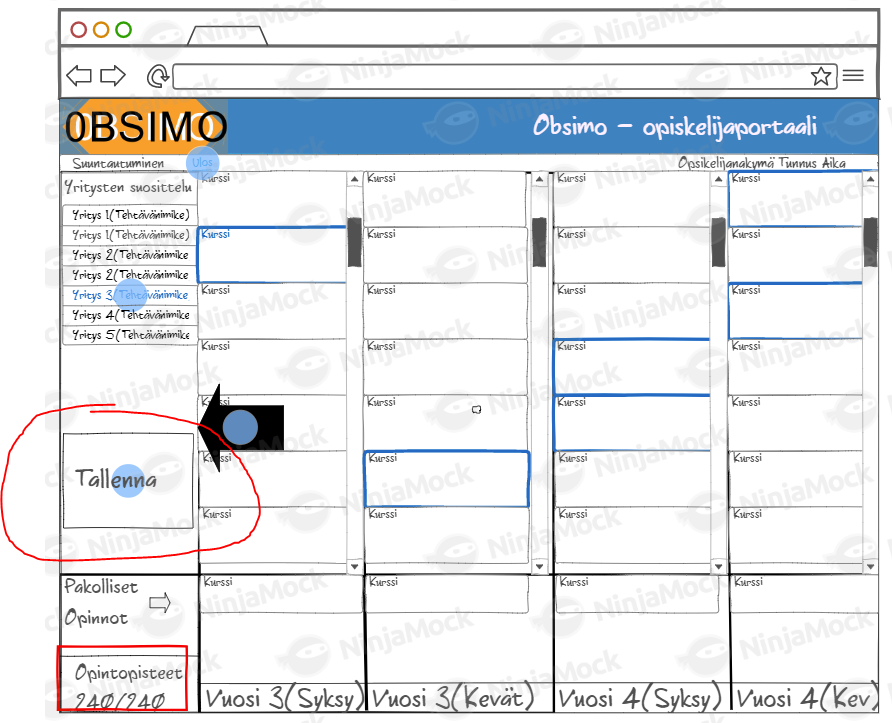 OBSIMO
Obsimo - opiskelijaportaali
Suuntautuminen
Ulos
Opsikelijanäkymä Tunnus Aika
Yritysten suosittelu
Yritys 1(Tehtävänimike)
Yritys 1(Tehtävänimike)
Yritys 2(Tehtävänimike
Yritys 2(Tehtävänimike
Yritys 3(Tehtävänimike
Yritys 4(Tehtävänimike
Yritys 5(Tehtävänimike
Kurssi Kurssi Kurssi Kurssi
Kurssi Kurssi Kurssi Kurssi
Kurssi Kurssi Kurssi Kurssi
Kurssi Kurssi Kurssi Kurssi
Kurssi Kurssi Kurssi Kurssi
Kurssi Kurssi Kurssi Kurssi
Kurssi Kurssi Kurssi Kurssi
Tallenna
Kurssi Kurssi Kurssi Kurssi
Pakolliset
Opinnot
Opintopisteet
240/240
Vuosi 3(Syksy) Vuosi 3(Kevät) Vuosi 4(Syksy) Vuosi 4(Kev)
NinjaMock